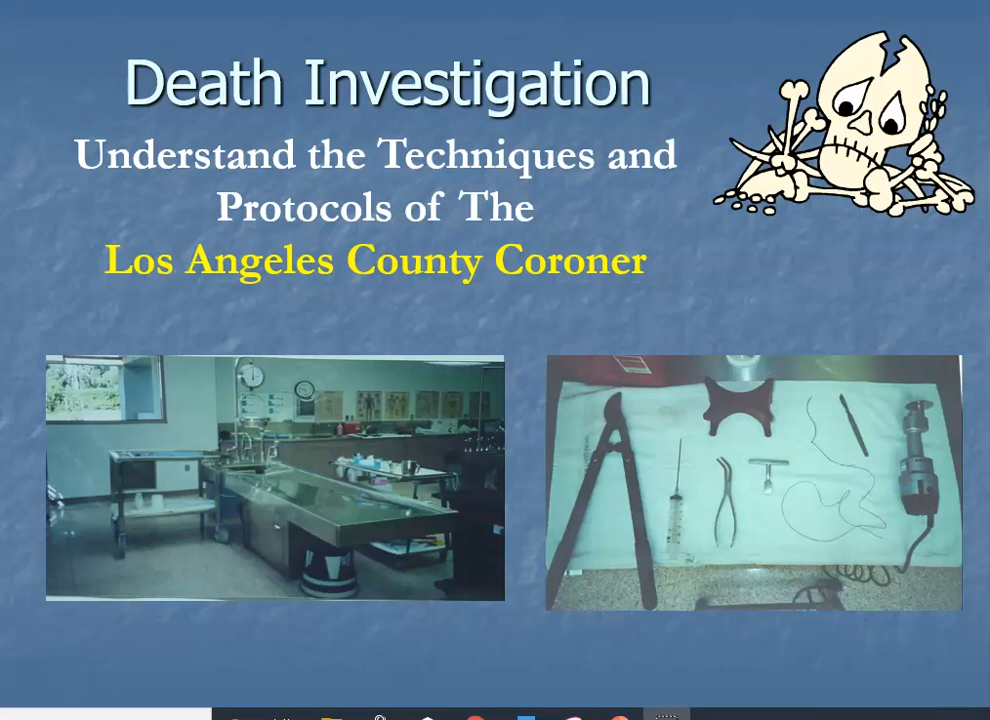 Death Investigation
Understand the Techniques and
Protocols of The
Los Angeles County Coroner